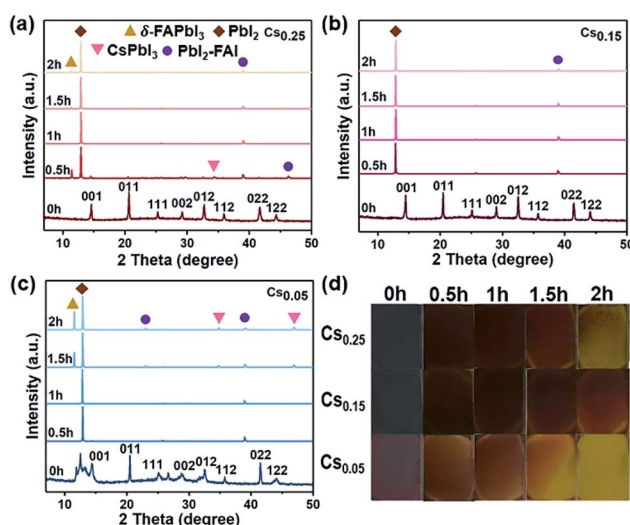 (a)
δ-FAPbI3
PbI2
Cs0.25
CsPbI3
PbI2-FAI
2h
1.5h
1h
0.5h
0h
001
011
111
002
012
112
022
122
Intensity (a.u.)
10 20 30 40 50
2 Theta (degree)
(b)
Cs0.15
2h
1.5h
1h
0.5h
0h
001
011
111
002
012
112
022
122
Intensity (a.u.)
10 20 30 40 50
2 Theta (degree)
(c)
Cs0.05
2h
1.5h
1h
0.5h
0h
001
011
111
002
012
112
022
122
Intensity (a.u.)
10 20 30 40 50
2 Theta (degree)
(d)
0h 0.5h 1h 1.5h 2h
Cs0.25
Cs0.15
Cs0.05